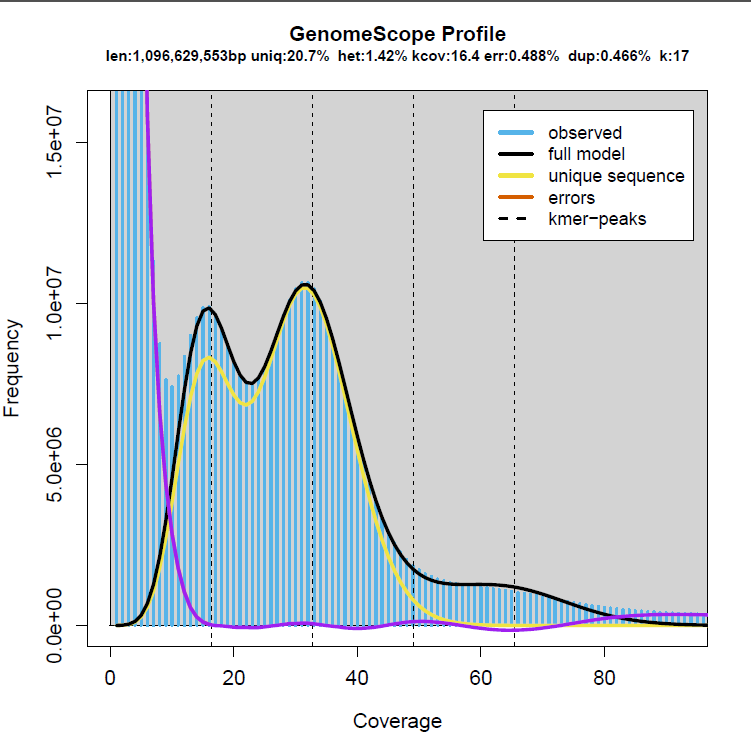 GenomeScope Profile
len:1,096,629,553bp uniq:20.7% het:1.42% kcov:16.4 err:0.488% dup:0.466% k:17
observed
full model
unique sequence
errors
kmer−peaks
Frequency
1.5e+07
1.0e+07
5.0e+06
0.0e+00
0 20 40 60 80
Coverage